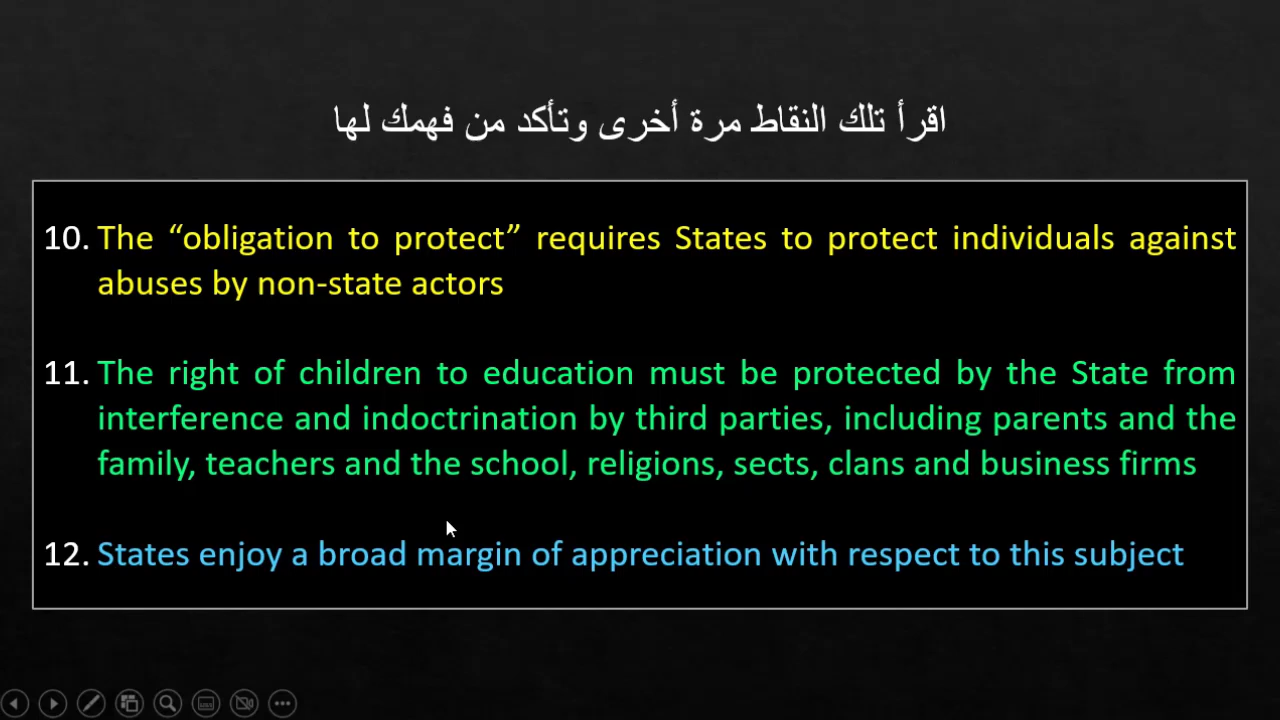 اقرأ تلك النقاط مرة أخرى وتأكد من فهمك لها
10. The “obligation to protect” requires States to protect individuals against
abuses by non-state actors
11. The right of children to education must be protected by the State from
interference and indoctrination by third parties, including parents and the
family, teachers and the school, religions, sects, clans and business firms
12. States enjoy a broad margin of appreciation with respect to this subject